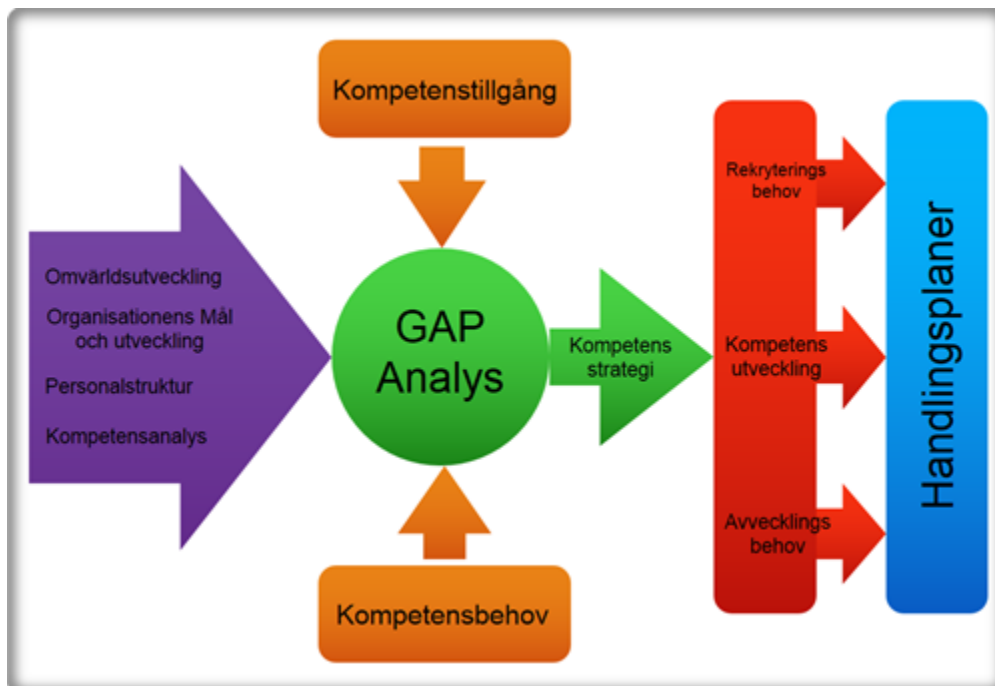 Kompetenstillgång
Omvärldsutveckling
Organisationens Mål
och utveckling
Personalstruktur
Kompetensanalys
GAP
Analys
Kompetensbehov
Kompetens
strategi
Rekryterings
behov
Kompetens
utveckling
Avvecklings
behov
Handlingsplaner